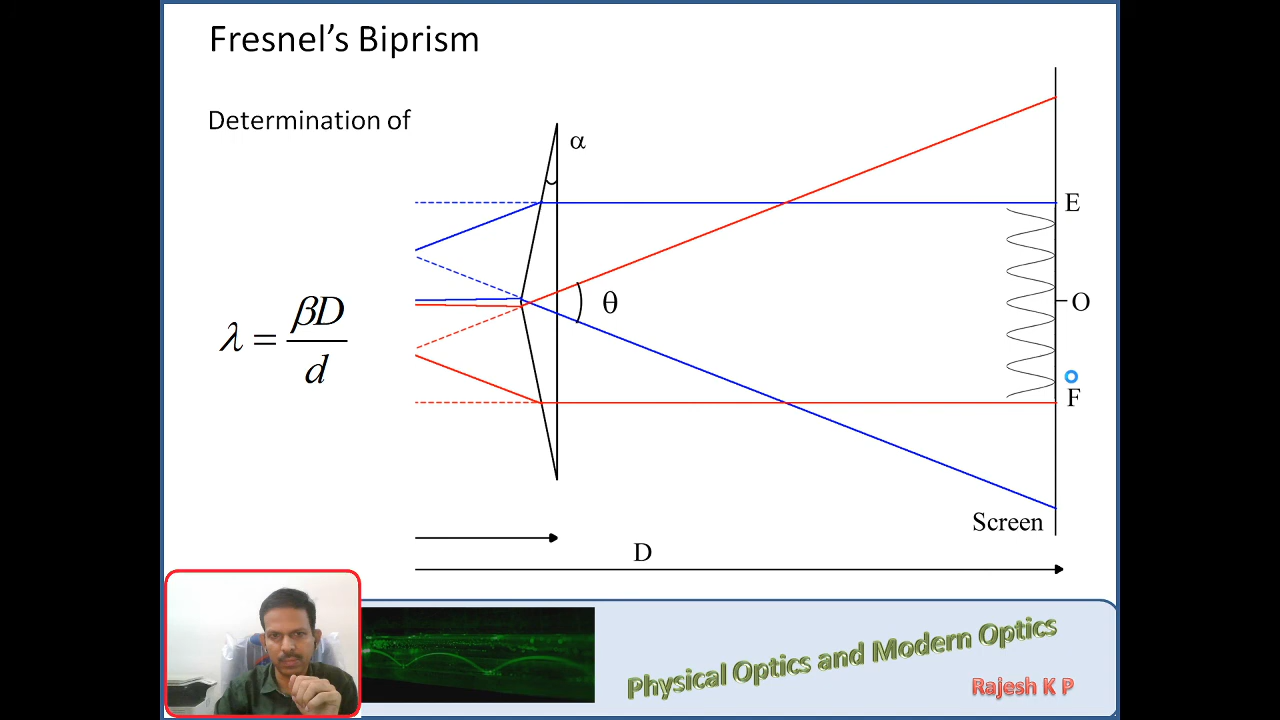 Fresnel’s Biprism
Determination of
α
E
θ
O
λ = βD / d
F
Screen
D
Physical Optics and Modern Optics
Rajesh K P